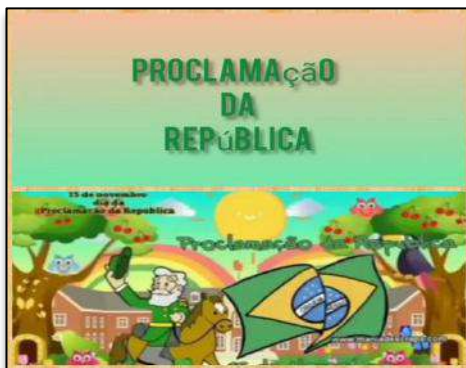 PROCLAMAçãO
DA
REPúBLICA
15 de novembro
dia da
Proclamação da República
Proclamação da República